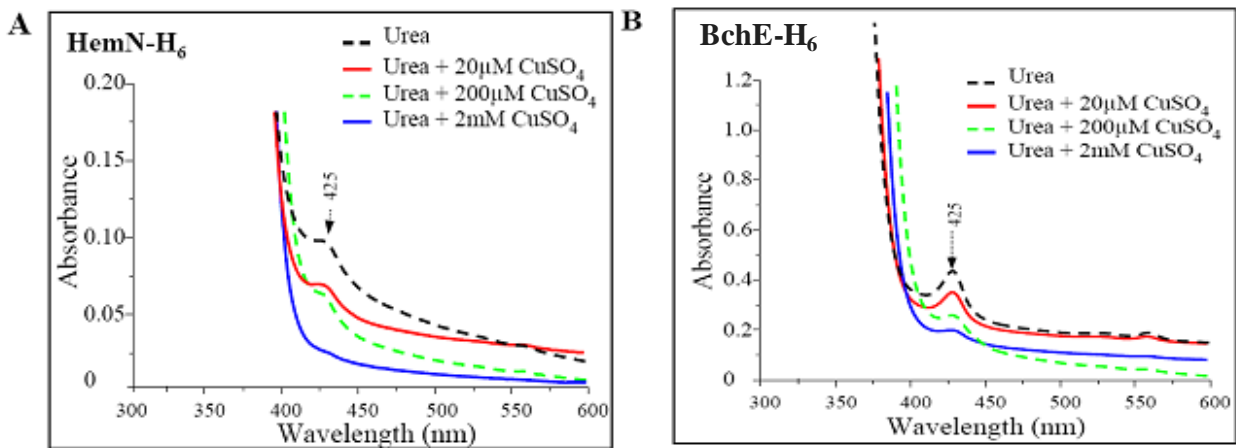 A
HemN-H6
Urea
Urea + 20µM CuSO4
Urea + 200µM CuSO4
Urea + 2mM CuSO4
0.20
0.15
0.10
0.05
0
Absorbance
425
300
350
400
450
500
550
600
Wavelength (nm)
B
BchE-H6
Urea
Urea + 20µM CuSO4
Urea + 200µM CuSO4
Urea + 2mM CuSO4
1.2
1.0
0.8
0.6
0.4
0.2
0
Absorbance
425
300
350
400
450
500
550
600
Wavelength (nm)